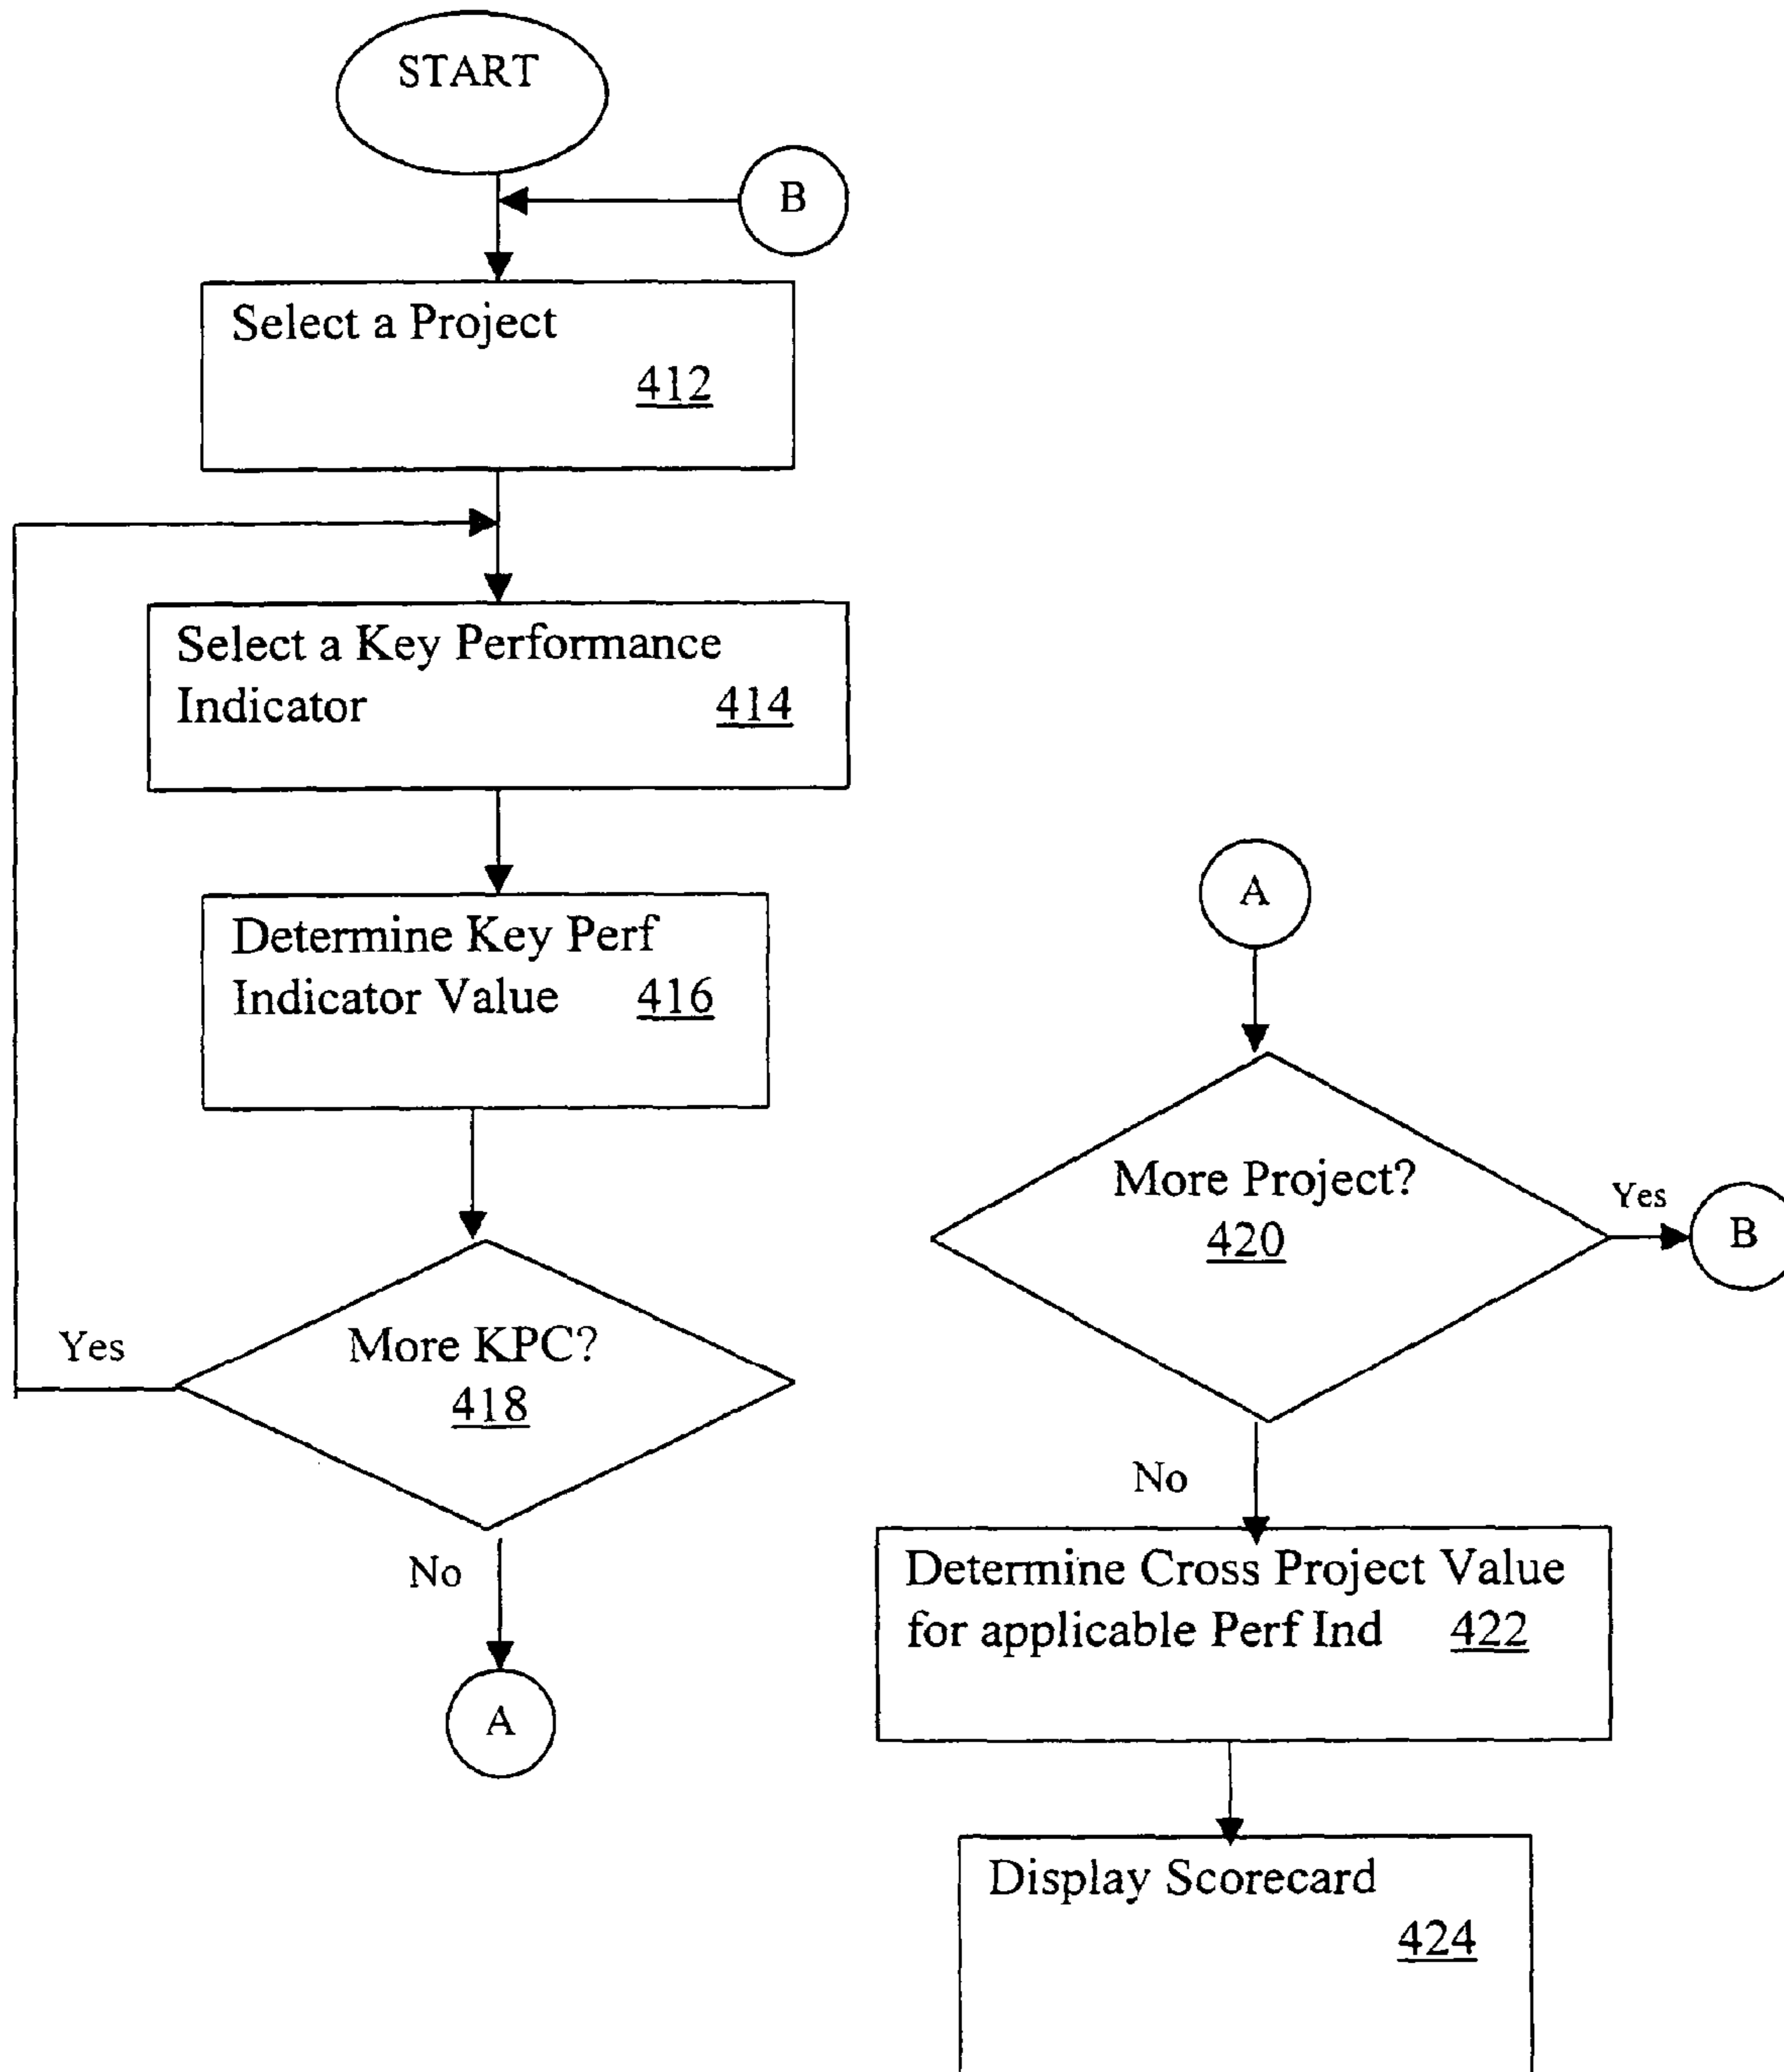 START
B
Select a Project
412
Select a Key Performance
Indicator 414
Determine Key Perf
Indicator Value 416
More KPC?
418
Yes
No
A
A
More Project?
420
Yes
B
No
Determine Cross Project Value
for applicable Perf Ind 422
Display Scorecard
424